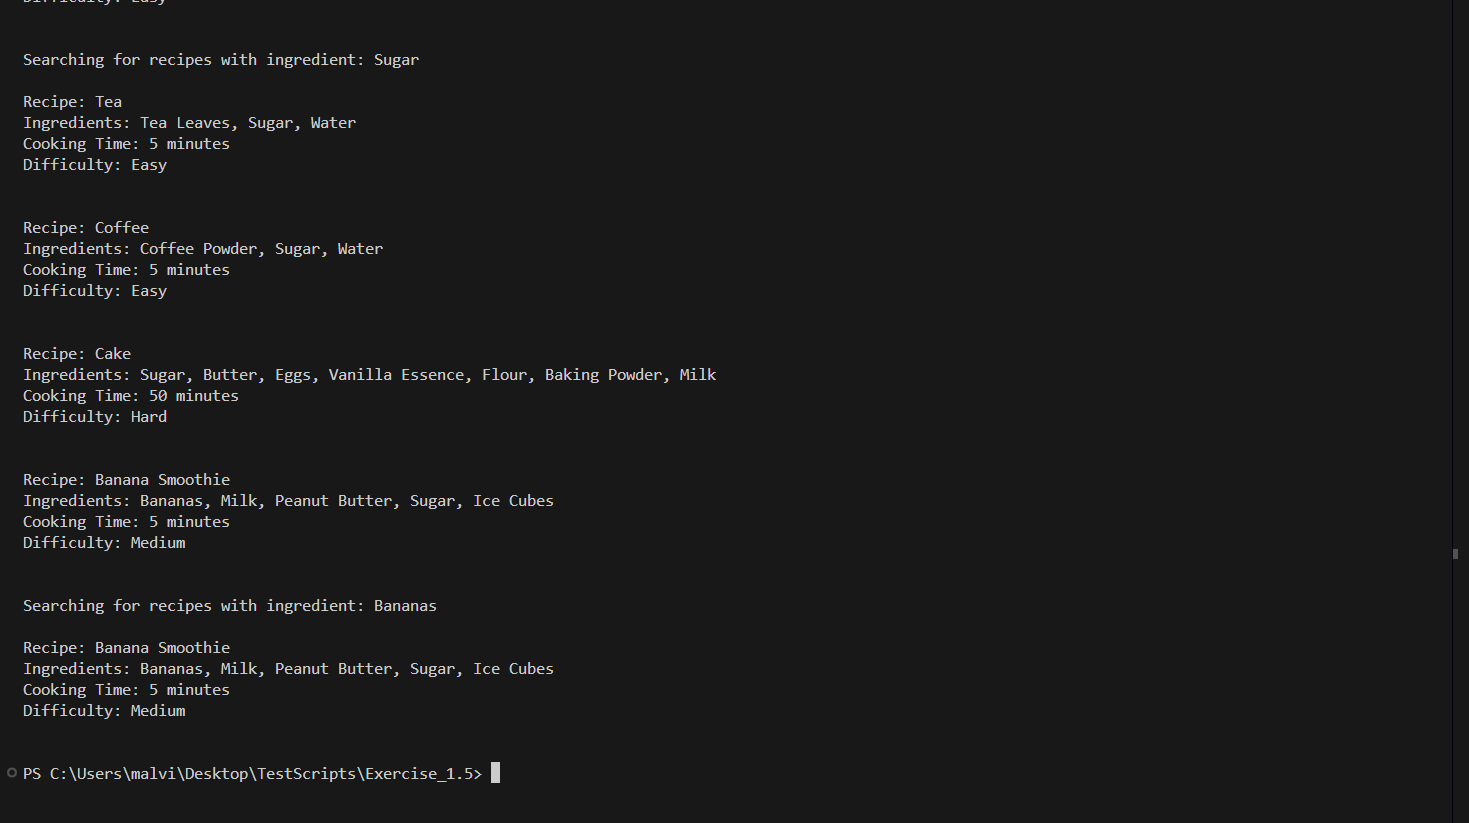 Difficulty: Easy
Searching for recipes with ingredient: Sugar
Recipe: Tea
Ingredients: Tea Leaves, Sugar, Water
Cooking Time: 5 minutes
Difficulty: Easy
Recipe: Coffee
Ingredients: Coffee Powder, Sugar, Water
Cooking Time: 5 minutes
Difficulty: Easy
Recipe: Cake
Ingredients: Sugar, Butter, Eggs, Vanilla Essence, Flour, Baking Powder, Milk
Cooking Time: 50 minutes
Difficulty: Hard
Recipe: Banana Smoothie
Ingredients: Bananas, Milk, Peanut Butter, Sugar, Ice Cubes
Cooking Time: 5 minutes
Difficulty: Medium
Searching for recipes with ingredient: Bananas
Recipe: Banana Smoothie
Ingredients: Bananas, Milk, Peanut Butter, Sugar, Ice Cubes
Cooking Time: 5 minutes
Difficulty: Medium
PS C:\Users\malvi\Desktop\TestScripts\Exercise_1.5>